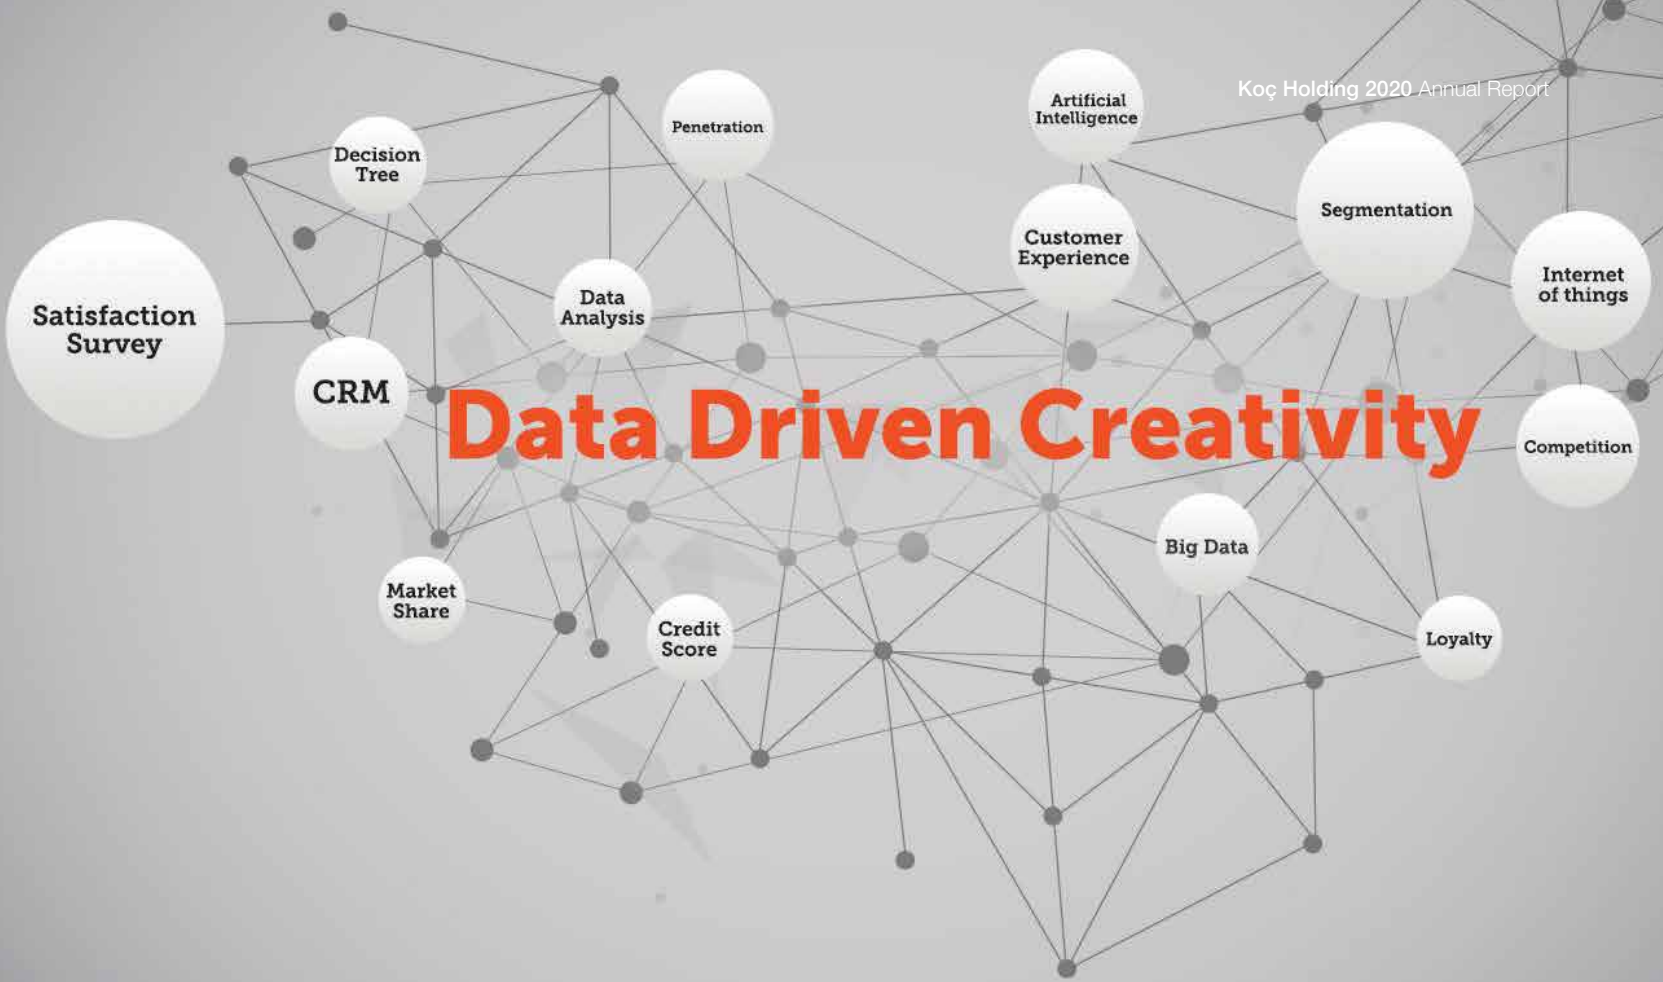 Koç Holding 2020 Annual Report
Artificial
Intelligence
Penetration
Decision
Tree
Segmentation
Customer
Experience
Internet
of things
Data
Analysis
Satisfaction
Survey
CRM
Data Driven Creativity
Competition
Big Data
Market
Share
Credit
Score
Loyalty